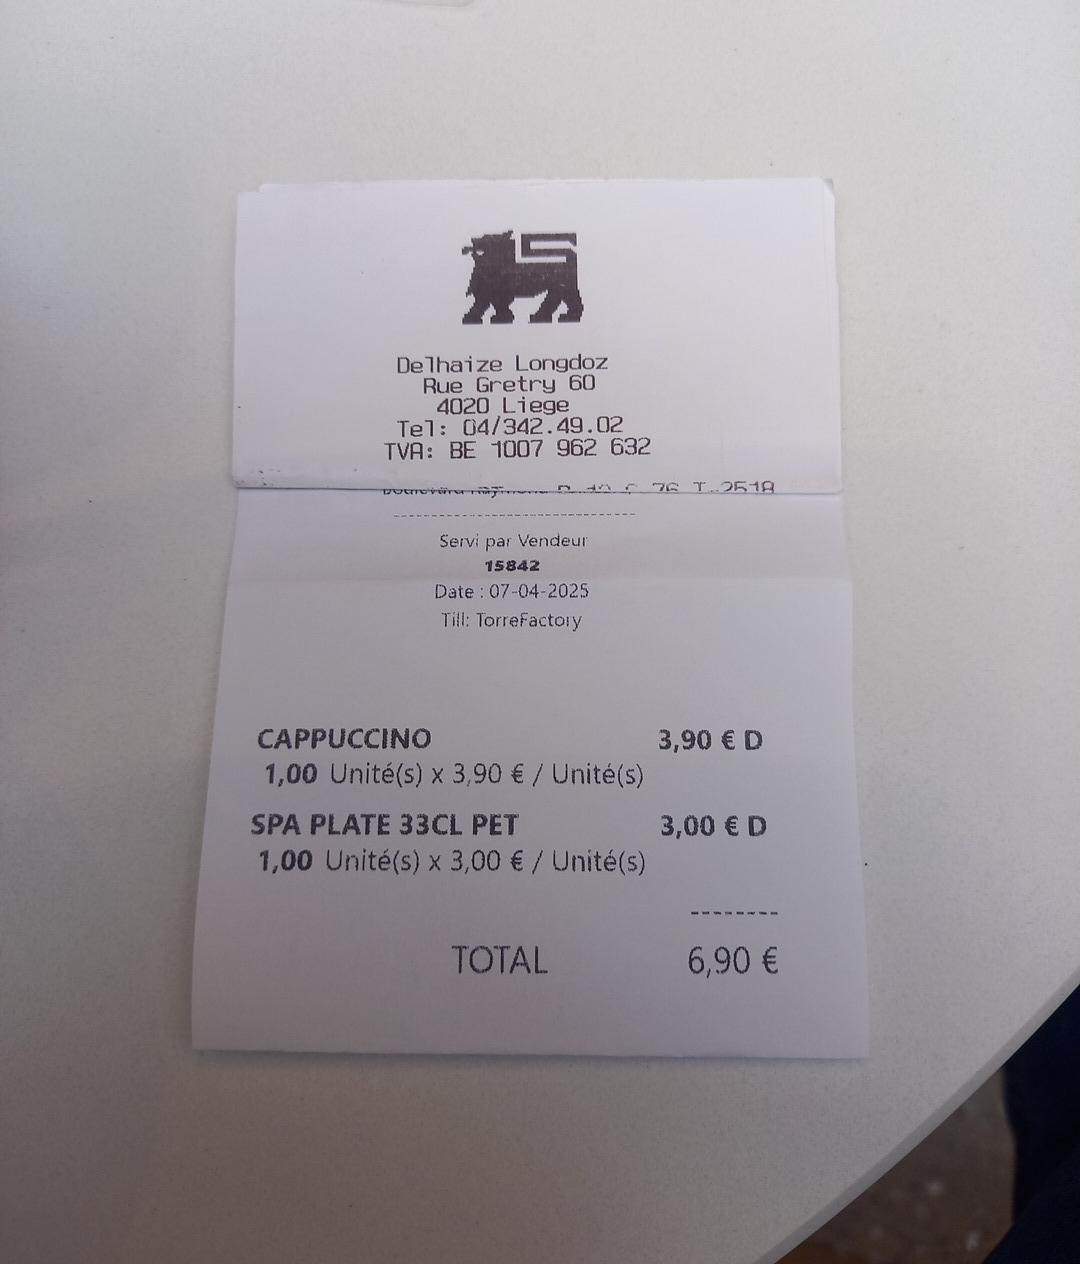 Delhaize Longdoz
Rue Gretry 60
4020 Liege
Tel: 04/342.49.02
TVA: BE 1007 962 632
Servi par Vendeur
15842
Date : 07-04-2025
Till: TorreFactory
CAPPUCCINO 3,90 € D
1,00 Unité(s) x 3,90 € / Unité(s)
SPA PLATE 33CL PET 3,00 € D
1,00 Unité(s) x 3,00 € / Unité(s)
--------
TOTAL 6,90 €